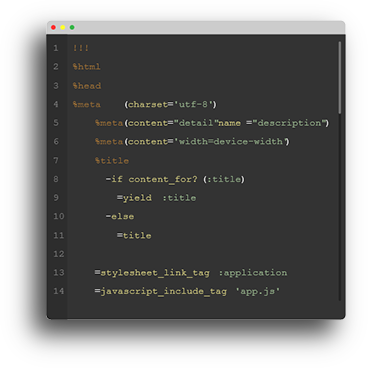 1 !!!
2 %html
3 %head
4 %meta (charset='utf-8')
5 %meta(content="detail"name ="description")
6 %meta(content='width=device-width')
7 %title
8 -if content_for? (:title)
9 =yield :title
10 -else
11 =title
12
13 =stylesheet_link_tag :application
14 =javascript_include_tag 'app.js'